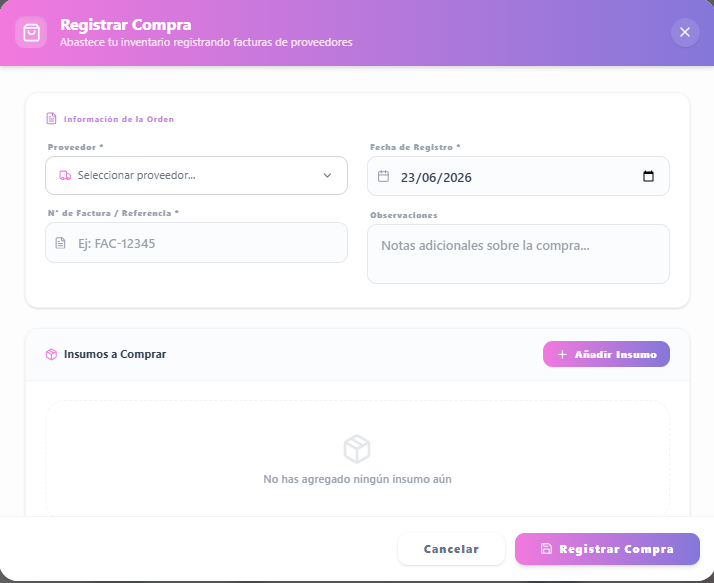 Registrar Compra
Abastece tu inventario registrando facturas de proveedores
Información de la Orden
Proveedor *
Fecha de Registro *
Seleccionar proveedor...
23/06/2026
N° de Factura / Referencia *
Observaciones
Ej: FAC-12345
Notas adicionales sobre la compra...
Insumos a Comprar
Añadir Insumo
No has agregado ningún insumo aún
Cancelar
Registrar Compra